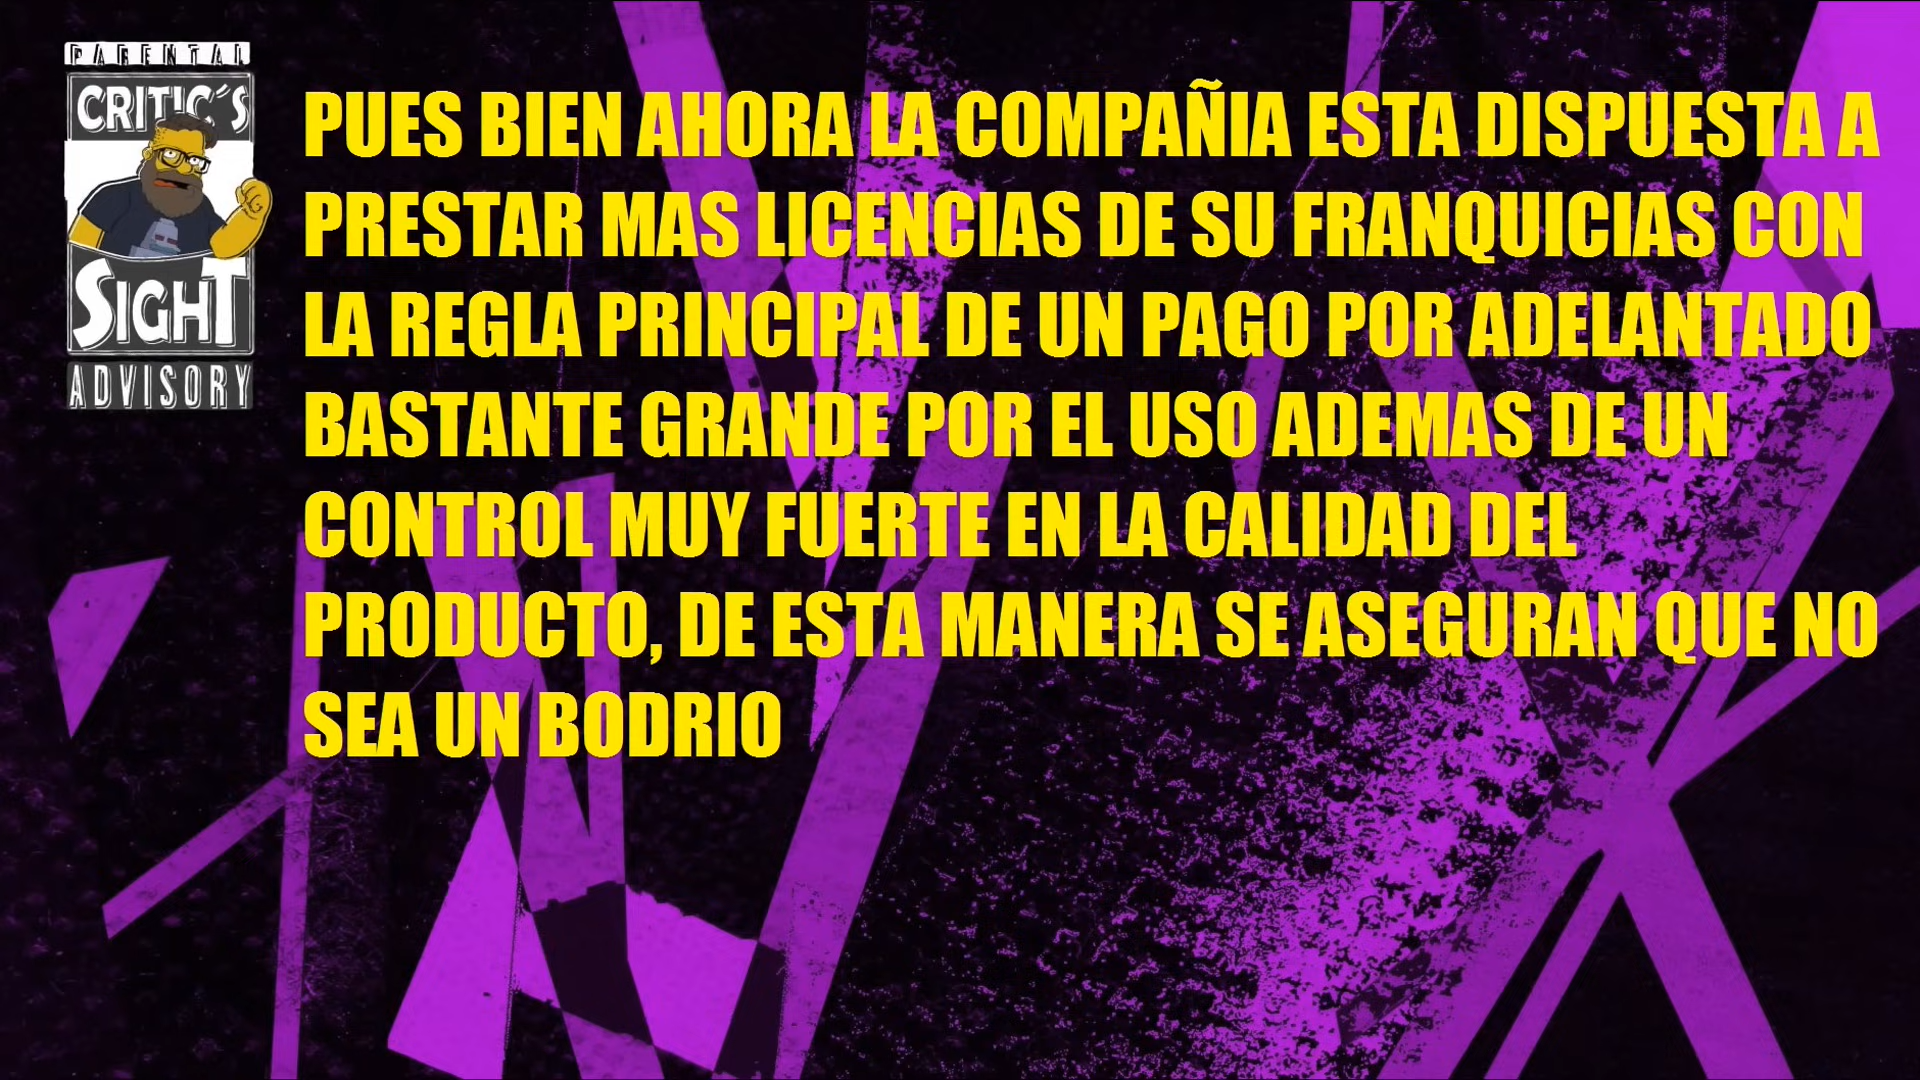 PARENTAL
CRITIC´S
SIGHT
ADVISORY
PUES BIEN AHORA LA COMPAÑIA ESTA DISPUESTA A
PRESTAR MAS LICENCIAS DE SU FRANQUICIAS CON
LA REGLA PRINCIPAL DE UN PAGO POR ADELANTADO
BASTANTE GRANDE POR EL USO ADEMAS DE UN
CONTROL MUY FUERTE EN LA CALIDAD DEL
PRODUCTO, DE ESTA MANERA SE ASEGURAN QUE NO
SEA UN BODRIO